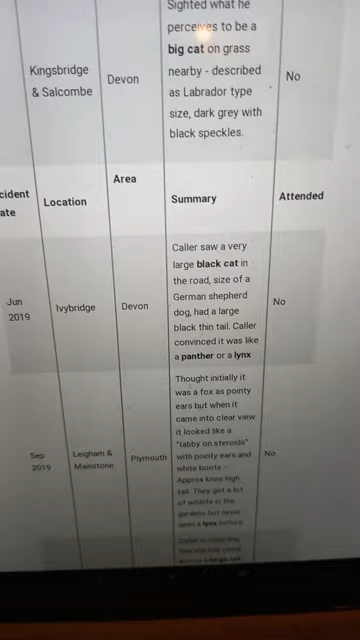 Sighted what he
perceives to be a
big cat on grass
nearby - described
as Labrador type
size, dark grey with
black speckles.
Kingsbridge
& Salcombe
Devon
No
cident
ate
Location
Area
Summary
Attended
Jun
2019
Ivybridge
Devon
Caller saw a very
large black cat in
the road, size of a
German shepherd
dog, had a large
black thin tail. Caller
convinced it was like
a panther or a lynx
No
Sep
2019
Leigham &
Mainstone
Plymouth
Thought initially it
was a fox as pointy
ears but when it
came into clear view
it looked like a
"tabby on steroids"
with pointy ears and
white boots –
Approx knee high
tall. They get a lot
of wildlife in the
gardens but never
seen a lynx before
No